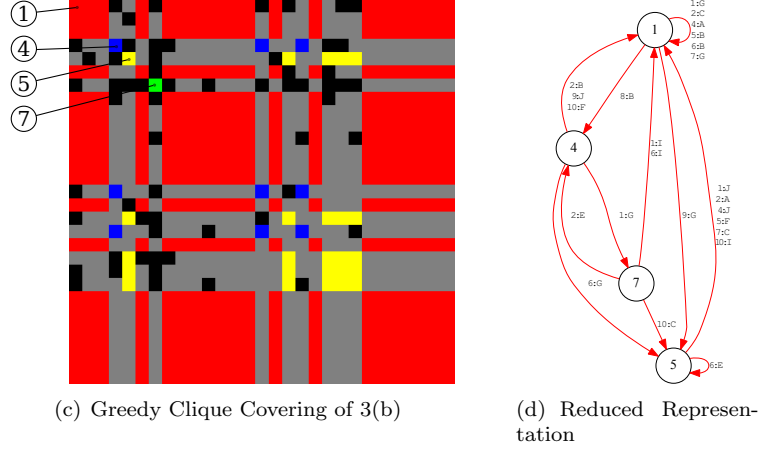 1
4
5
7
1
1:G
2:C
4:A
5:B
6:B
7:G
2:B
9:J
10:F
8:B
4
1:I
6:I
1:J
2:A
4:J
5:F
7:C
10:I
2:E
1:G
9:G
6:G
7
10:C
5
6:E
(c) Greedy Clique Covering of 3(b)
(d) Reduced Represen-
tation